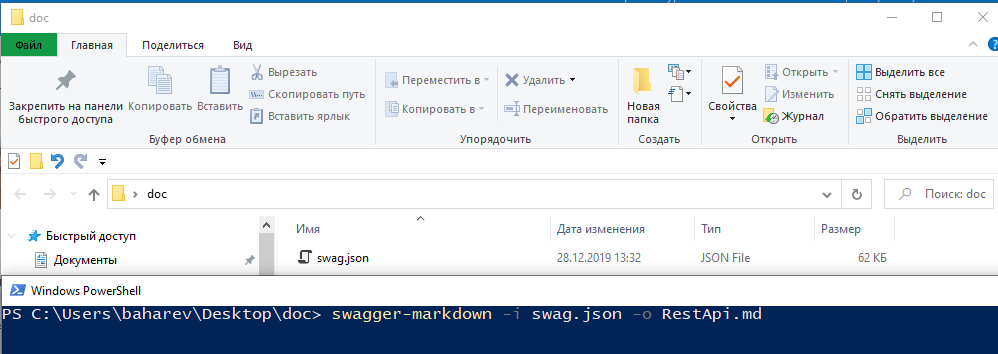 doc
Файл Главная Поделиться Вид
Закрепить на панели быстрого доступа
Копировать
Вставить
Вырезать
Скопировать путь
Вставить ярлык
Буфер обмена
Переместить в
Копировать в
Удалить
Переименовать
Упорядочить
Новая папка
Создать
Свойства
Открыть
Изменить
Журнал
Открыть
Выделить все
Снять выделение
Обратить выделение
Выделить
doc
Поиск: doc
Быстрый доступ
Документы
Имя Дата изменения Тип Размер
swag.json 28.12.2019 13:32 JSON File 62 КБ
Windows PowerShell
PS C:\Users\baharev\Desktop\doc> swagger-markdown -i swag.json -o RestApi.md